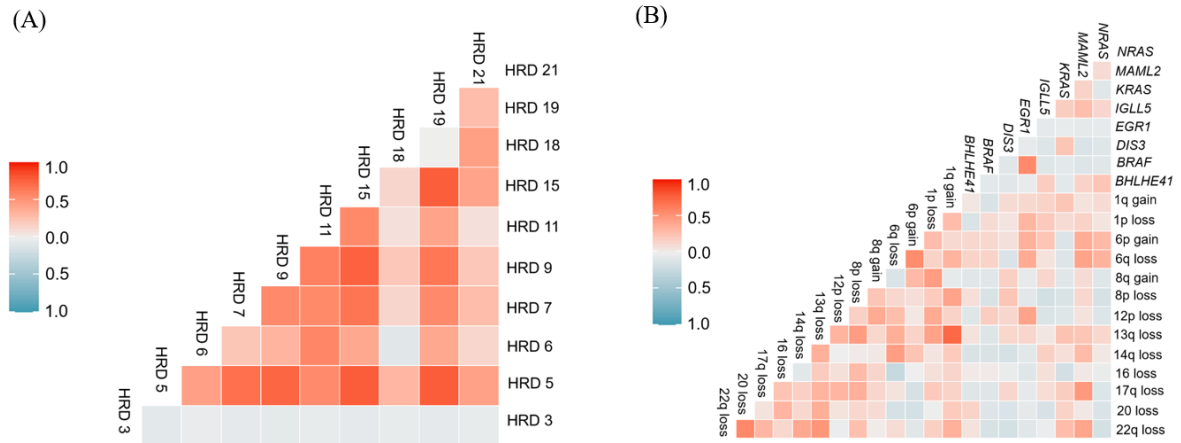 (A)
HRD 21
HRD 19
HRD 18
HRD 15
HRD 11
HRD 9
HRD 7
HRD 6
HRD 5
HRD 3
HRD 3
HRD 5
HRD 6
HRD 7
HRD 9
HRD 11
HRD 15
HRD 18
HRD 19
HRD 21
1.0
0.5
0.0
0.5
1.0
(B)
NRAS
MAML2
KRAS
IGLL5
EGR1
DIS3
BRAF
BHLHE41
1q gain
1p loss
6p gain
6q loss
8q gain
8p loss
12p loss
13q loss
14q loss
16 loss
17q loss
20 loss
22q loss
22q loss
20 loss
17q loss
16 loss
14q loss
13q loss
12p loss
8p loss
8q gain
6q loss
6p gain
1p loss
1q gain
BHLHE41
BRAF
DIS3
EGR1
IGLL5
KRAS
MAML2
NRAS
1.0
0.5
0.0
0.5
1.0